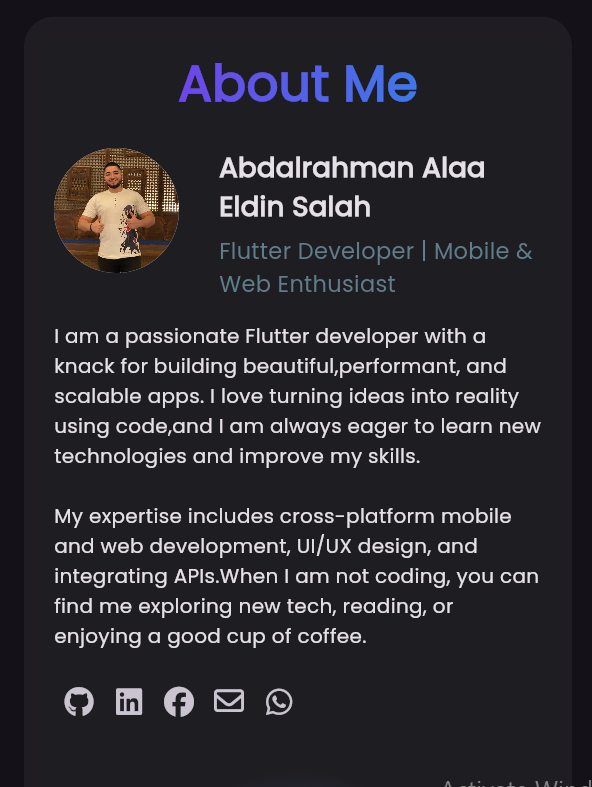 About Me
Abdalrahman Alaa
Eldin Salah
Flutter Developer | Mobile &
Web Enthusiast
I am a passionate Flutter developer with a
knack for building beautiful,performant, and
scalable apps. I love turning ideas into reality
using code,and I am always eager to learn new
technologies and improve my skills.
My expertise includes cross-platform mobile
and web development, UI/UX design, and
integrating APIs.When I am not coding, you can
find me exploring new tech, reading, or
enjoying a good cup of coffee.
in
Activate Wind